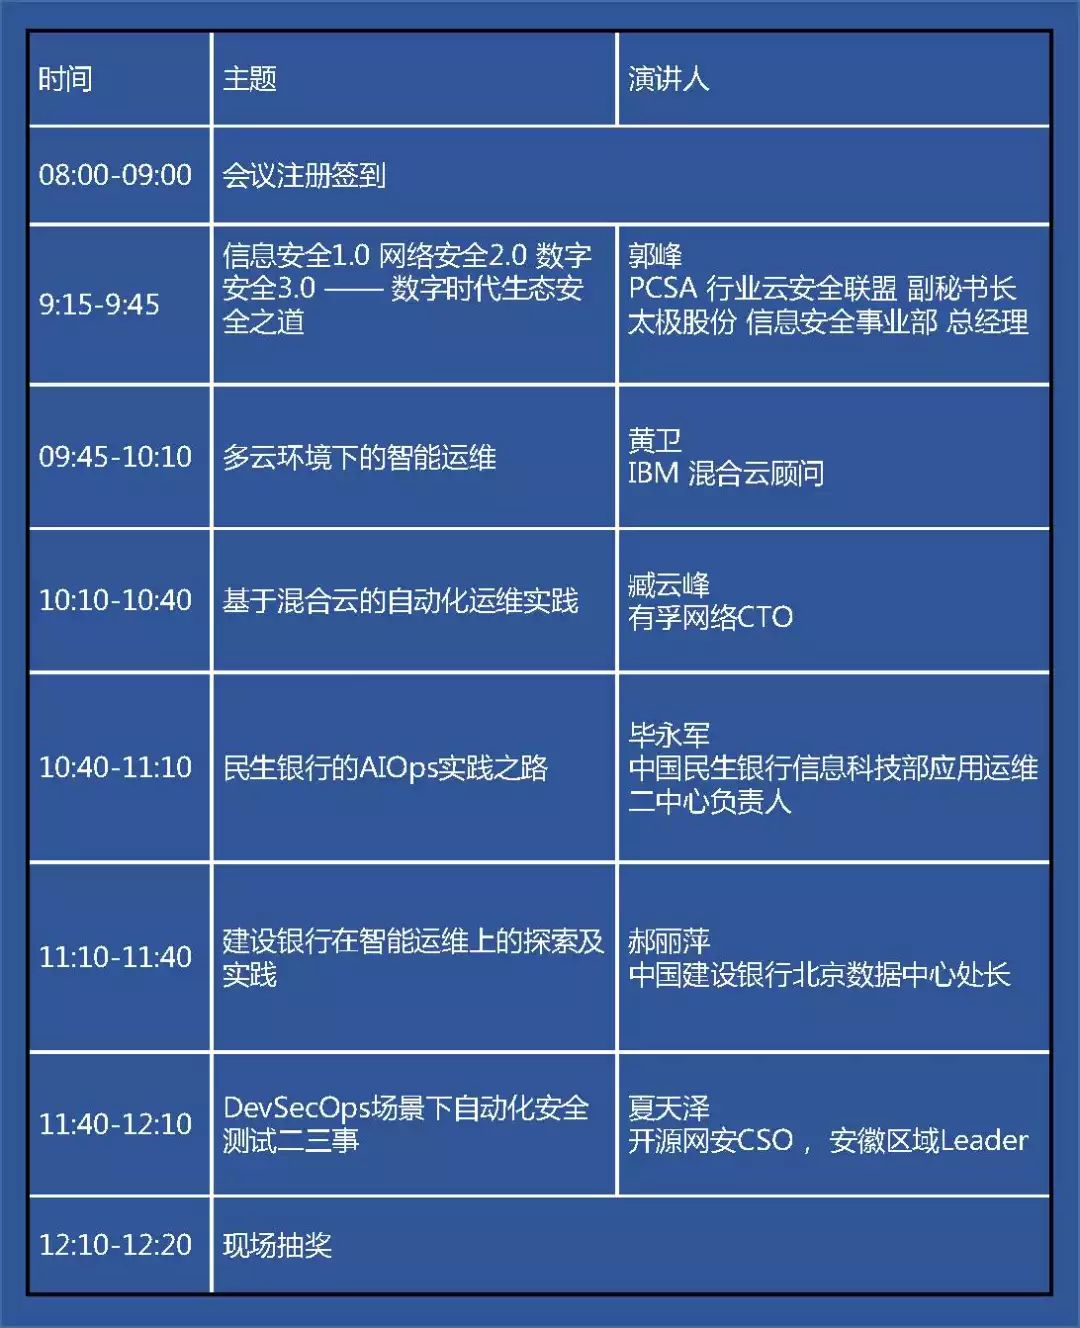 时间 主题 演讲人
08:00-09:00 会议注册签到
9:15-9:45
信息安全1.0 网络安全2.0 数字
安全3.0 —— 数字时代生态安
全之道
郭峰
PCSA 行业云安全联盟 副秘书长
太极股份 信息安全事业部 总经理
09:45-10:10 多云环境下的智能运维
黄卫
IBM 混合云顾问
10:10-10:40 基于混合云的自动化运维实践
臧云峰
有孚网络CTO
10:40-11:10 民生银行的AIOps实践之路
毕永军
中国民生银行信息科技部应用运维
二中心负责人
11:10-11:40
建设银行在智能运维上的探索及
实践
郝丽萍
中国建设银行北京数据中心处长
11:40-12:10
DevSecOps场景下自动化安全
测试二三事
夏天泽
开源网安CSO ，安徽区域Leader
12:10-12:20 现场抽奖